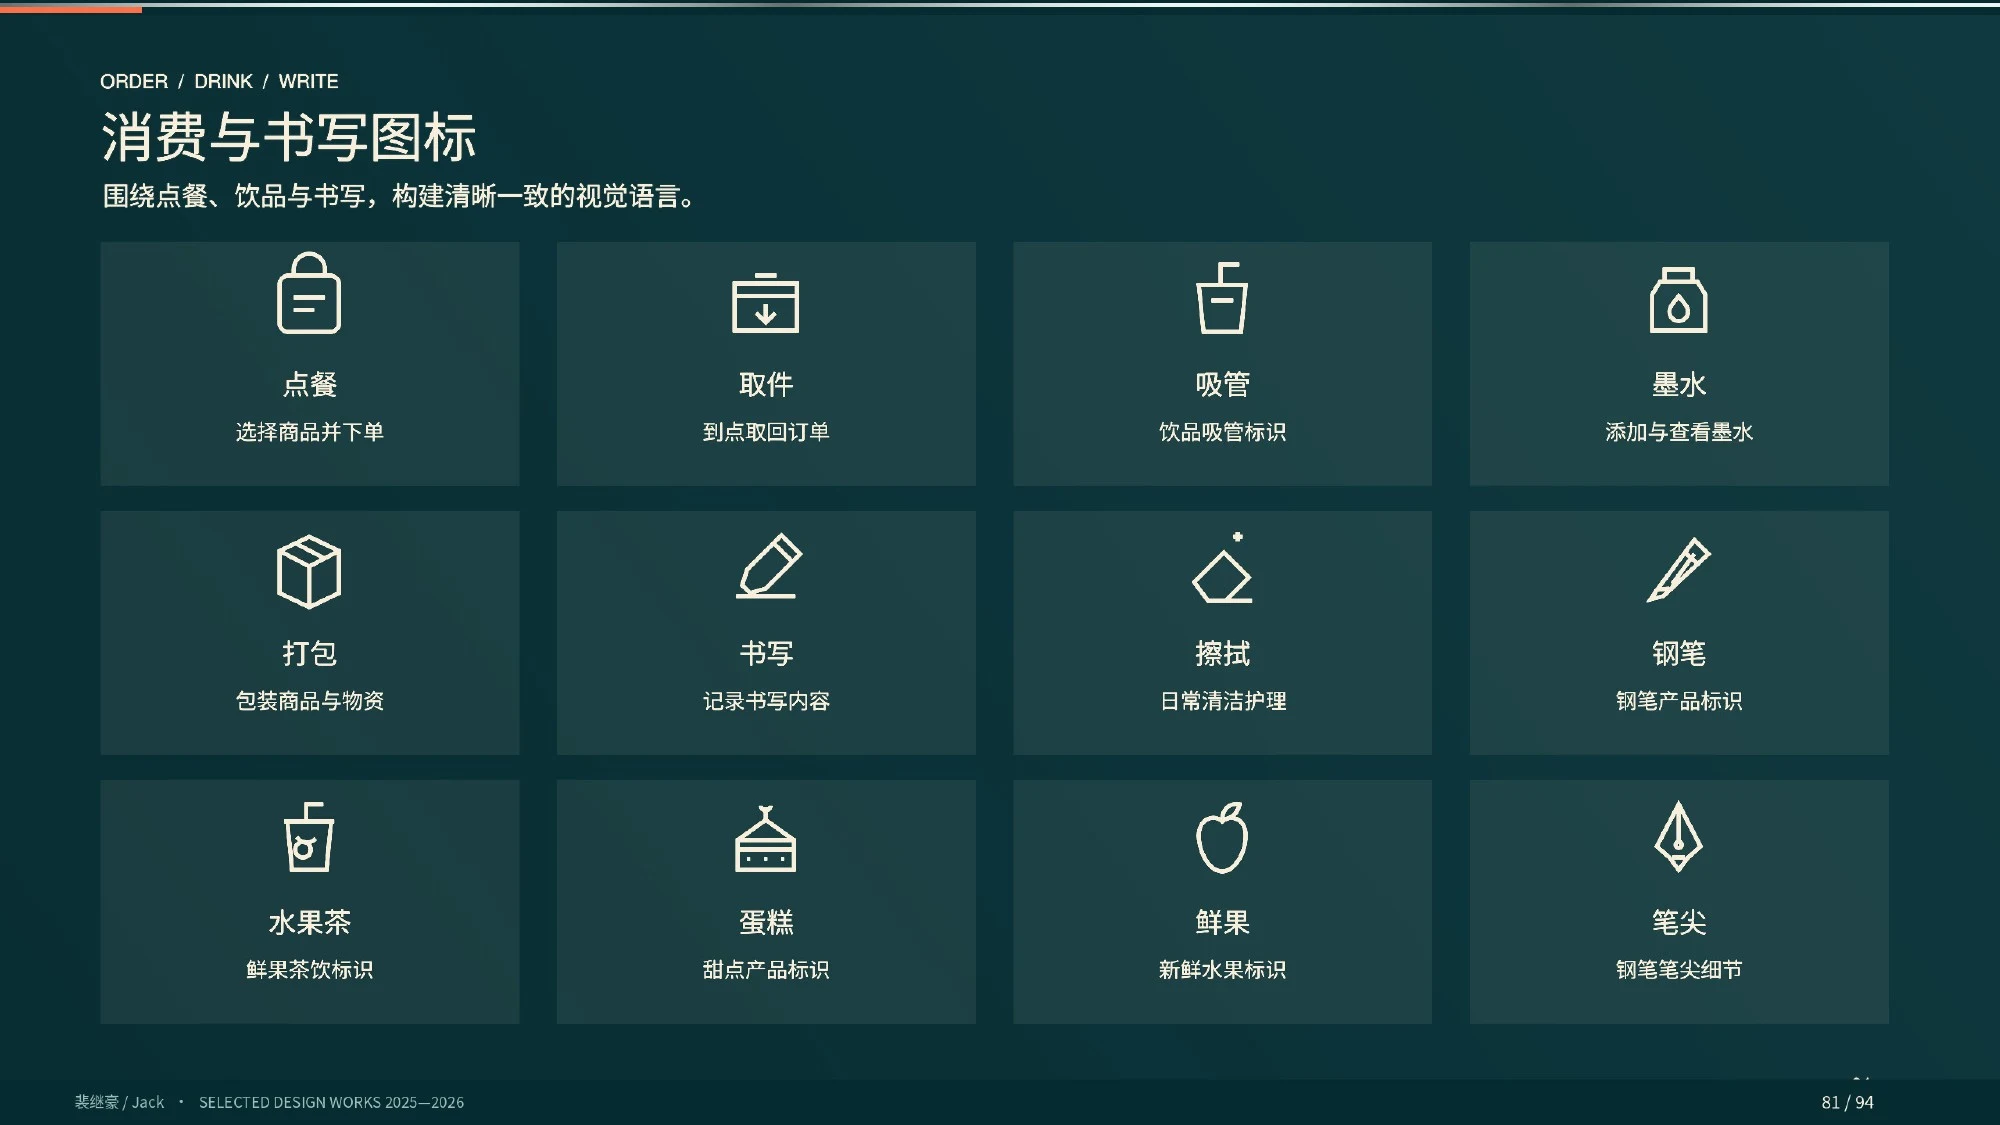 ORDER / DRINK / WRITE
消费与书写图标
围绕点餐、饮品与书写，构建清晰一致的视觉语言。
点餐
选择商品并下单
取件
到点取回订单
吸管
饮品吸管标识
墨水
添加与查看墨水
打包
包装商品与物资
书写
记录书写内容
擦拭
日常清洁护理
钢笔
钢笔产品标识
水果茶
鲜果茶饮标识
蛋糕
甜点产品标识
鲜果
新鲜水果标识
笔尖
钢笔笔尖细节
裴继豪 / Jack · SELECTED DESIGN WORKS 2025—2026
81 / 94